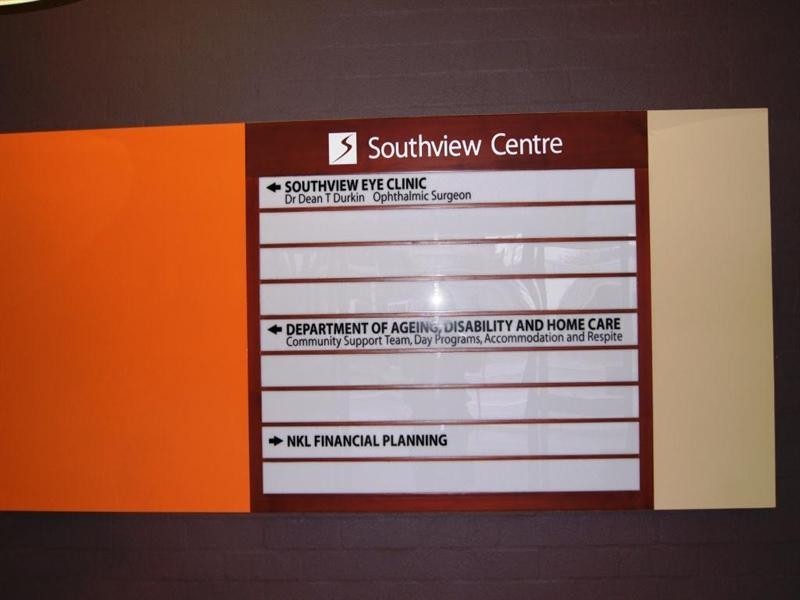 Southview Centre
SOUTHVIEW EYE CLINIC
Dr Dean T Durkin Ophthalmic Surgeon
DEPARTMENT OF AGEING, DISABILITY AND HOME CARE
Community Support Team, Day Programs, Accommodation and Respite
NKL FINANCIAL PLANNING